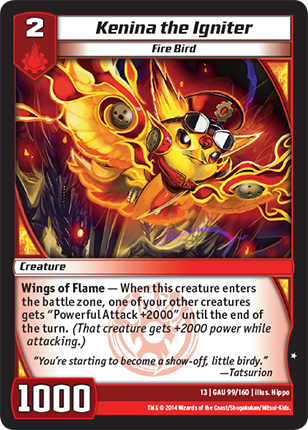 2
Kenina the Igniter
Fire Bird
Creature
Wings of Flame — When this creature enters
the battle zone, one of your other creatures
gets “Powerful Attack +2000” until the end
of the turn. (That creature gets +2000 power while
attacking.)
“You’re starting to become a show-off, little birdy.”
—Tatsurion
1000
13 | GAU 99/160 | Illus. Hippo
TM & © 2014 Wizards of the Coast/Shogakukan/Mitsui-Kids.